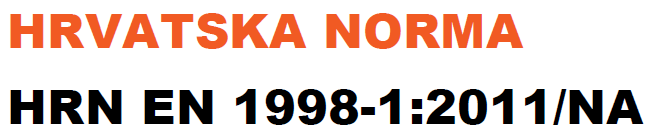 HRVATSKA NORMA
HRN EN 1998-1:2011/NA